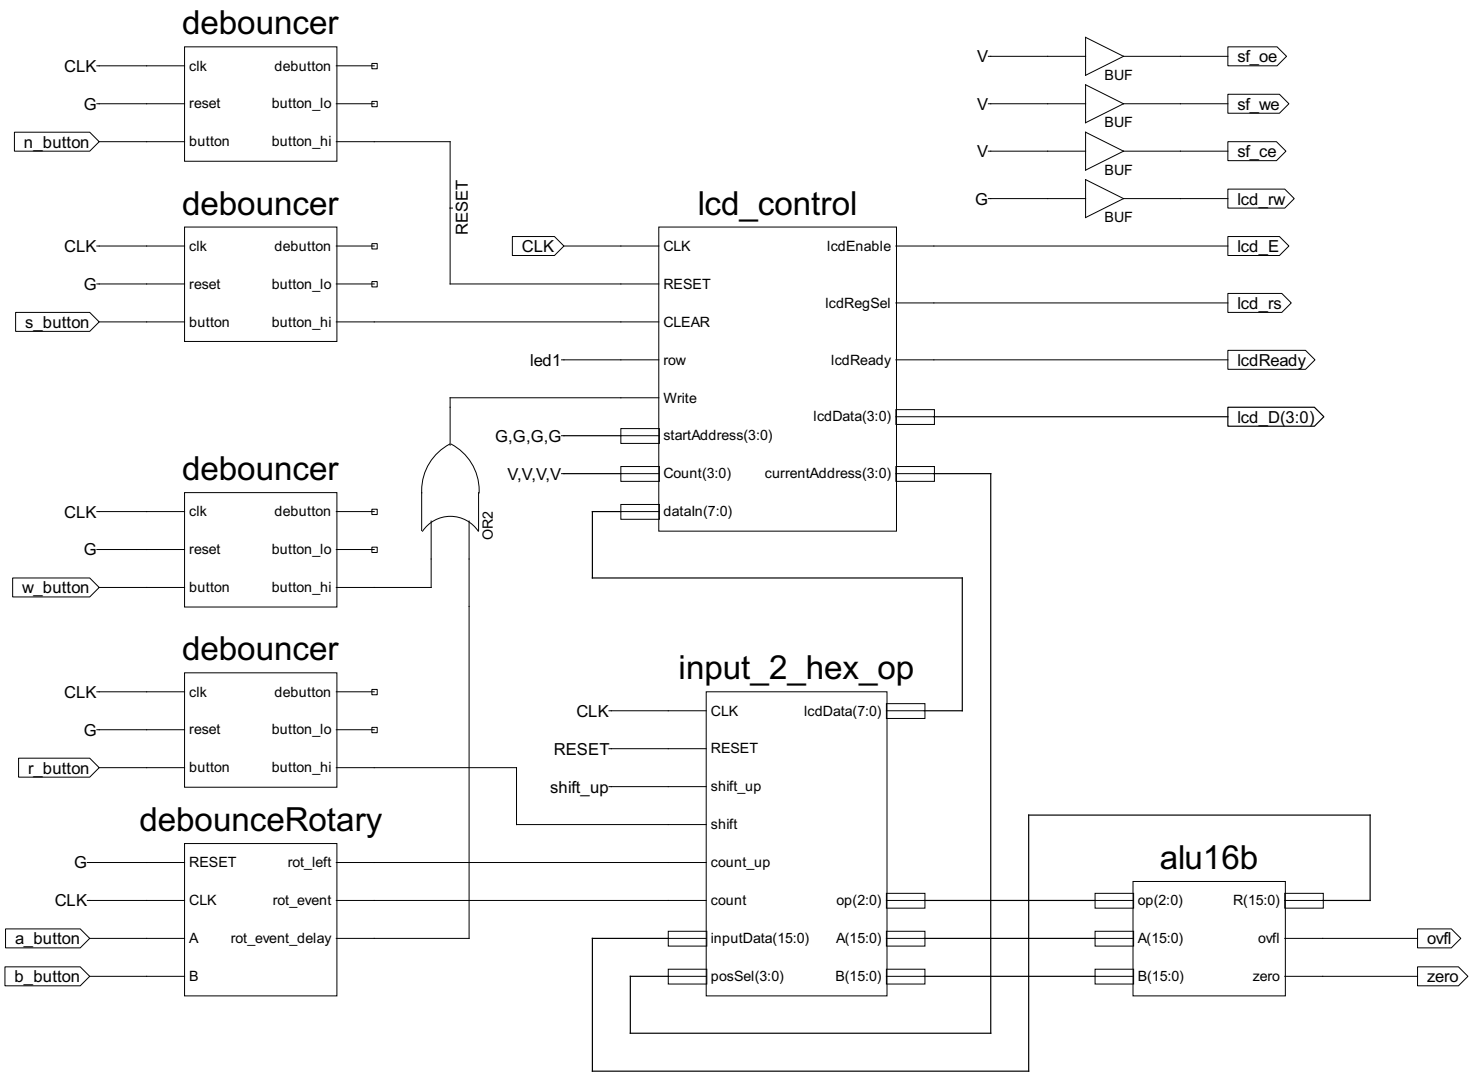 debouncer
CLK
clk
debutton
G
reset
button_lo
n_button
button
button_hi
RESET
debouncer
CLK
clk
debutton
G
reset
button_lo
s_button
button
button_hi
V
BUF
sf_oe
V
BUF
sf_we
V
BUF
sf_ce
G
BUF
lcd_rw
lcd_control
CLK
CLK
lcdEnable
lcd_E
RESET
lcdRegSel
lcd_rs
CLEAR
led1
row
lcdReady
lcdReady
Write
lcdData(3:0)
lcd_D(3:0)
G,G,G,G
startAddress(3:0)
V,V,V,V
Count(3:0)
currentAddress(3:0)
dataIn(7:0)
OR2
debouncer
CLK
clk
debutton
G
reset
button_lo
w_button
button
button_hi
debouncer
CLK
clk
debutton
G
reset
button_lo
r_button
button
button_hi
debounceRotary
G
RESET
rot_left
CLK
CLK
rot_event
a_button
A
rot_event_delay
b_button
B
input_2_hex_op
CLK
CLK
lcdData(7:0)
RESET
RESET
shift_up
shift_up
shift
count_up
count
op(2:0)
inputData(15:0)
A(15:0)
posSel(3:0)
B(15:0)
alu16b
op(2:0)
R(15:0)
A(15:0)
ovfl
ovfl
B(15:0)
zero
zero